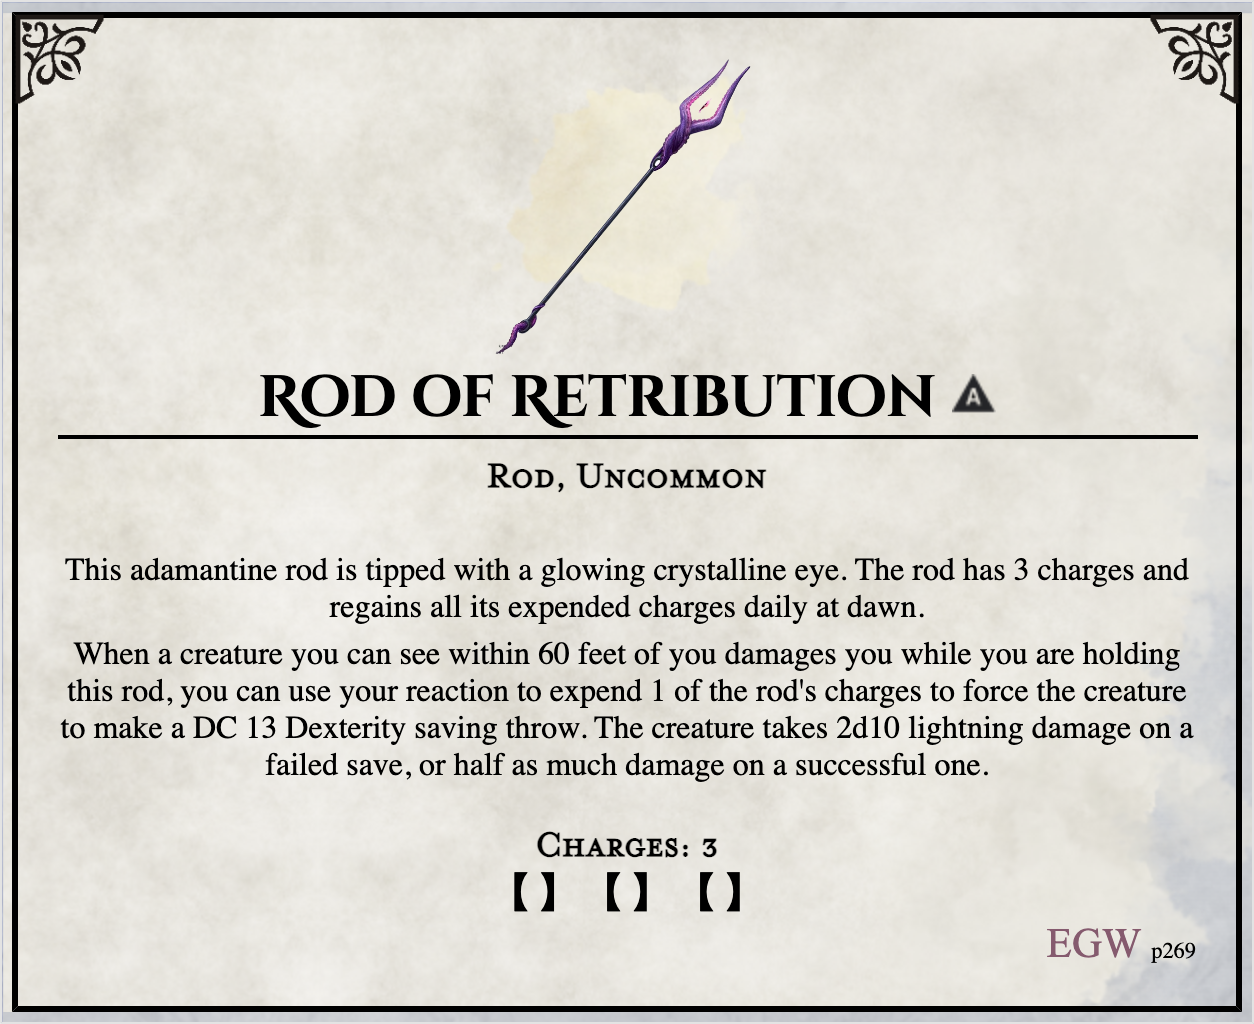 Rod of Retribution A
Rod, Uncommon
This adamantine rod is tipped with a glowing crystalline eye. The rod has 3 charges and
regains all its expended charges daily at dawn.
When a creature you can see within 60 feet of you damages you while you are holding
this rod, you can use your reaction to expend 1 of the rod's charges to force the creature
to make a DC 13 Dexterity saving throw. The creature takes 2d10 lightning damage on a
failed save, or half as much damage on a successful one.
Charges: 3
【 】 【 】 【 】
EGW p269